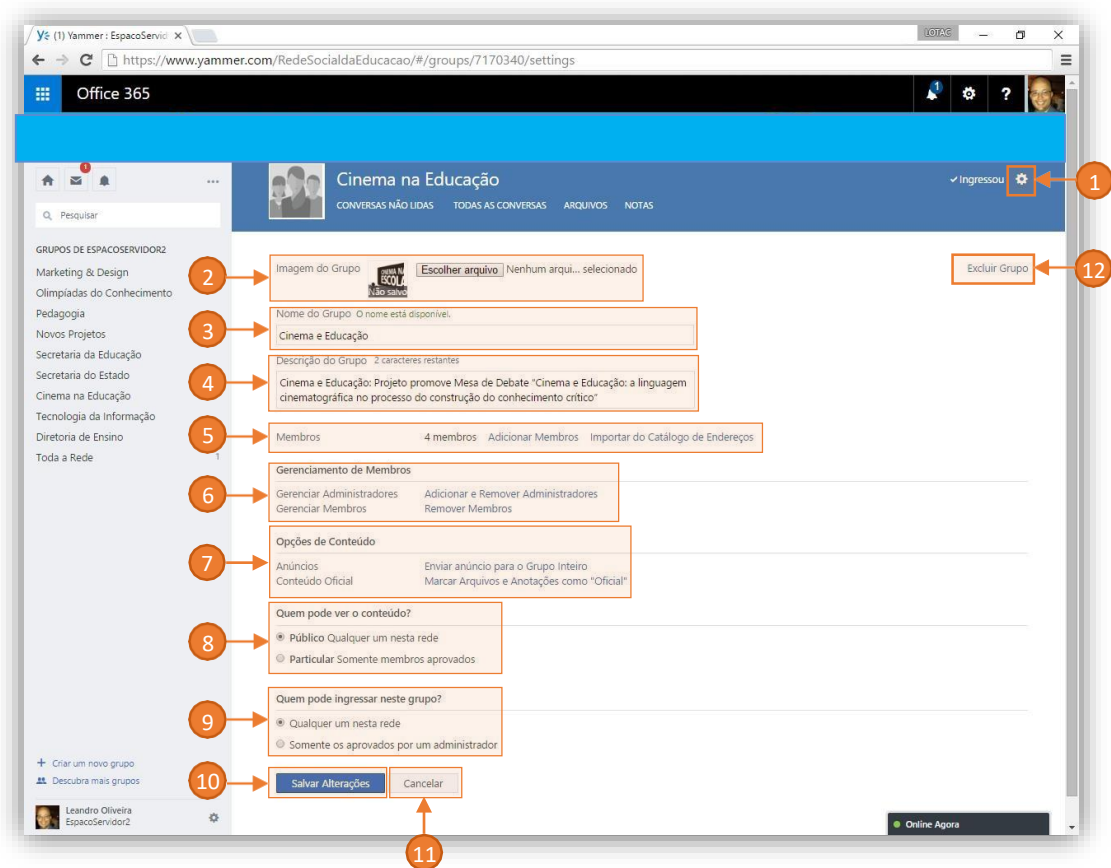 (1) Yammer : EspacoServid
LOTAC
https://www.yammer.com/RedeSocialdaEducacao/#/groups/7170340/settings
Office 365
1
?
1
...
Cinema na Educação
Ingressou
1
CONVERSAS NÃO LIDAS TODAS AS CONVERSAS ARQUIVOS NOTAS
Pesquisar
GRUPOS DE ESPACOSERVIDOR2
Marketing & Design
Olimpíadas do Conhecimento
Pedagogia
Novos Projetos
Secretaria da Educação
Secretaria do Estado
Cinema na Educação
Tecnologia da Informação
Diretoria de Ensino
Toda a Rede 1
2
Imagem do Grupo
CINEMA NA
ESCOLA
Não salvo
Escolher arquivo Nenhum arqui... selecionado
Excluir Grupo
12
3
Nome do Grupo O nome está disponível.
Cinema e Educação
4
Descrição do Grupo 2 caracteres restantes
Cinema e Educação: Projeto promove Mesa de Debate "Cinema e Educação: a linguagem
cinematográfica no processo do construção do conhecimento crítico"
5
Membros 4 membros Adicionar Membros Importar do Catálogo de Endereços
6
Gerenciamento de Membros
Gerenciar Administradores Adicionar e Remover Administradores
Gerenciar Membros Remover Membros
7
Opções de Conteúdo
Anúncios Enviar anúncio para o Grupo Inteiro
Conteúdo Oficial Marcar Arquivos e Anotações como "Oficial"
8
Quem pode ver o conteúdo?
Público Qualquer um nesta rede
Particular Somente membros aprovados
9
Quem pode ingressar neste grupo?
Qualquer um nesta rede
Somente os aprovados por um administrador
+ Criar um novo grupo
Descubra mais grupos
10
Salvar Alterações Cancelar
11
Leandro Oliveira
EspacoServidor2
Online Agora